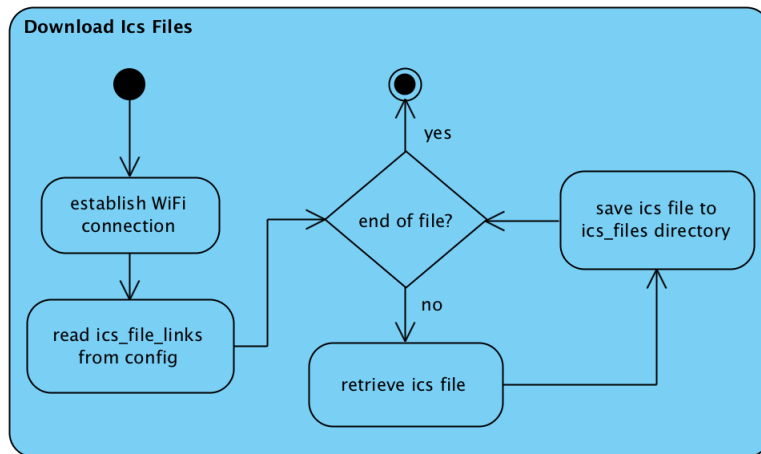 Download Ics Files
establish WiFi
connection
read ics_file_links
from config
end of file?
yes
no
retrieve ics file
save ics file to
ics_files directory